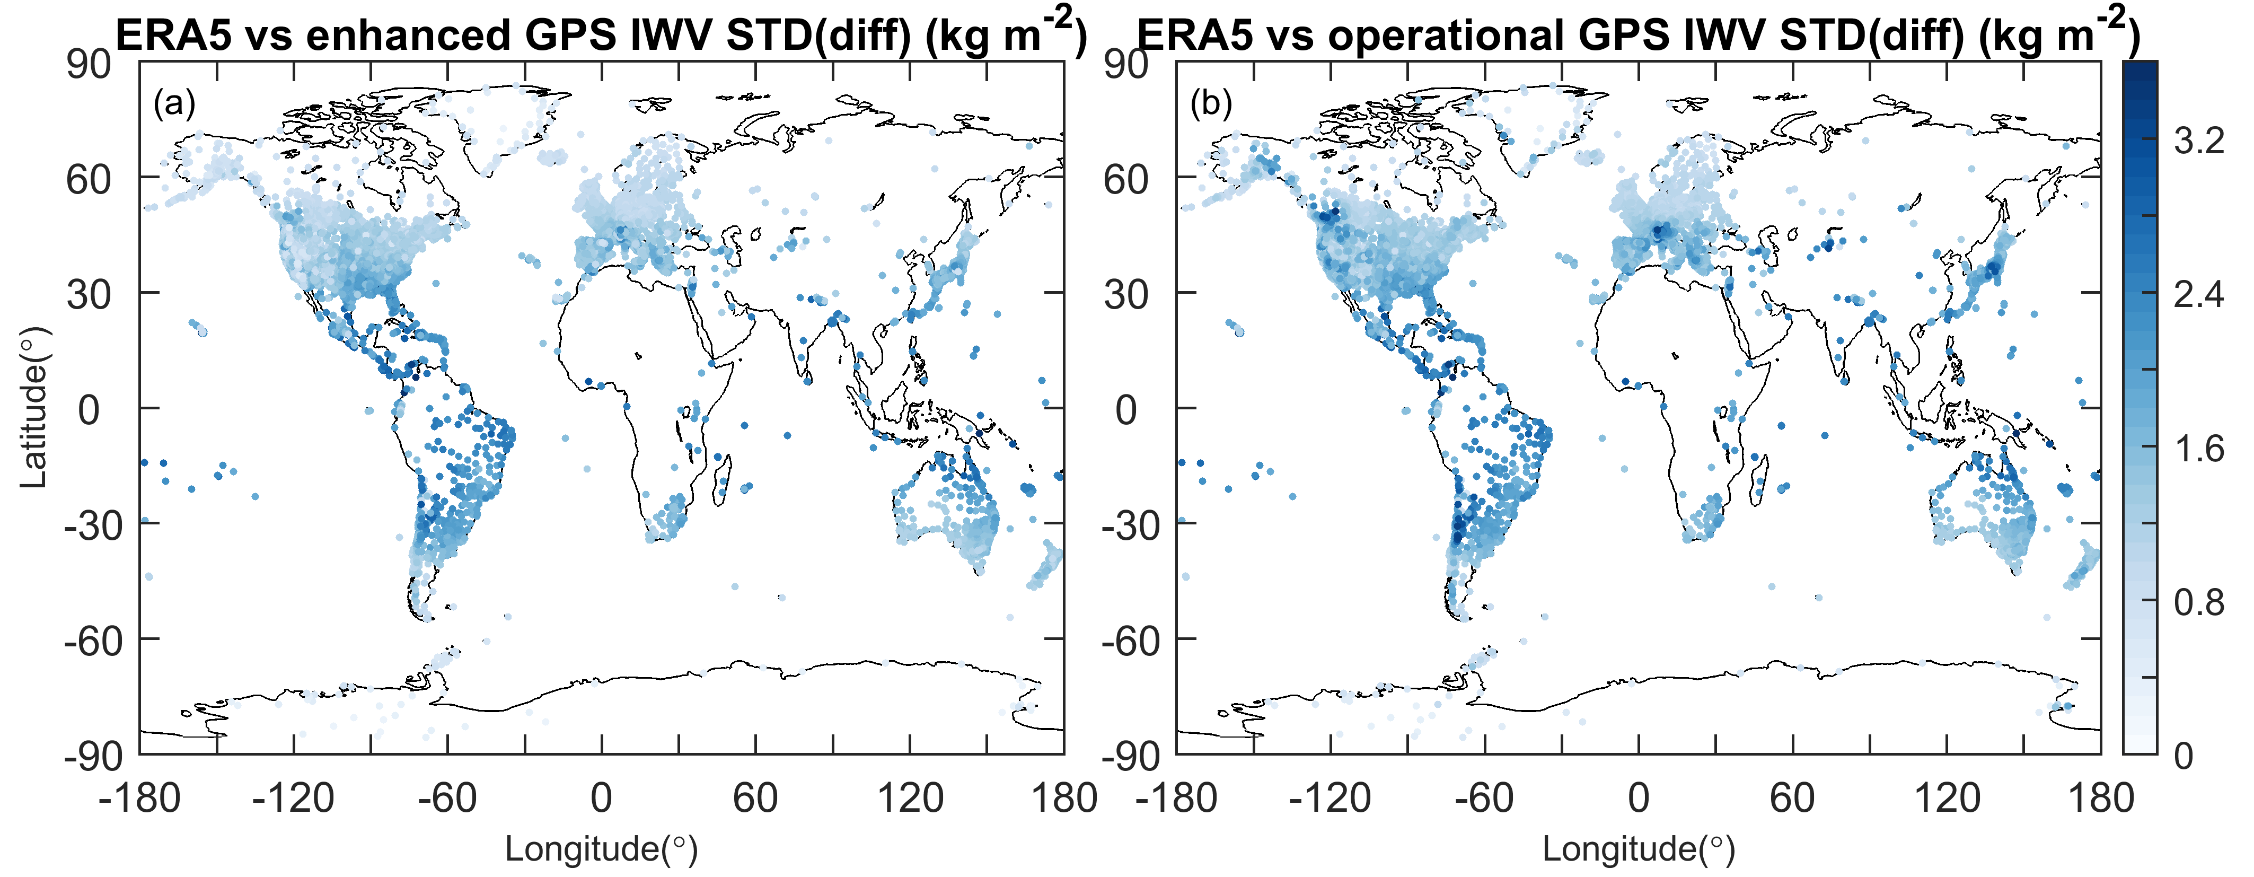 ERA5 vs enhanced GPS IWV STD(diff) (kg m-2)
ERA5 vs operational GPS IWV STD(diff) (kg m-2)
(a)
90
60
30
0
-30
-60
-90
Latitude(°)
-180 -120 -60 0 60 120 180
Longitude(°)
(b)
90
60
30
0
-30
-60
-90
-180 -120 -60 0 60 120 180
Longitude(°)
3.2
2.4
1.6
0.8
0